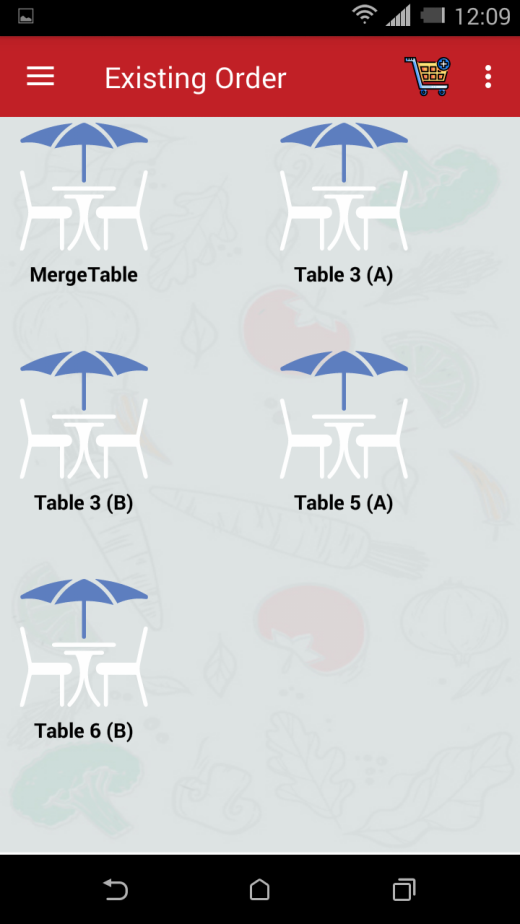 12:09
Existing Order
MergeTable
Table 3 (A)
Table 3 (B)
Table 5 (A)
Table 6 (B)